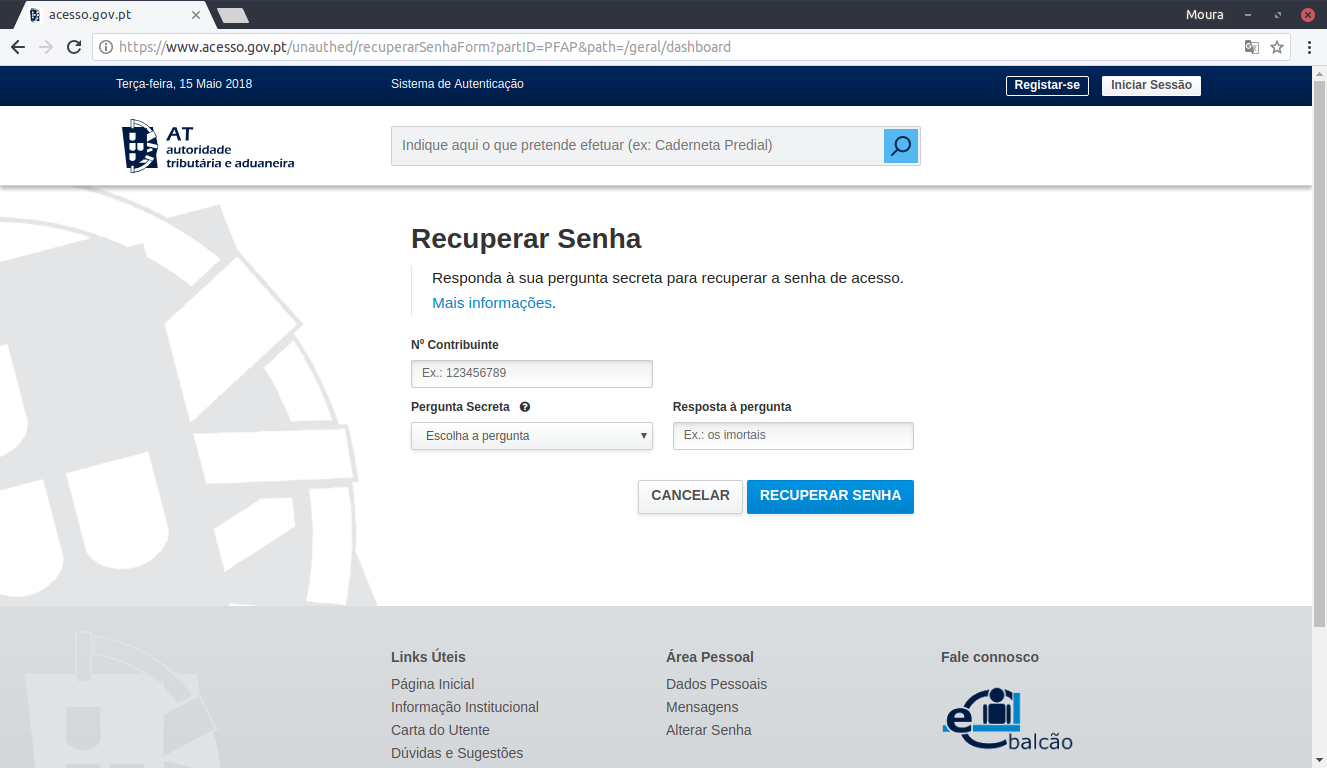 acesso.gov.pt
Moura
https://www.acesso.gov.pt/unauthed/recuperarSenhaForm?partID=PFAP&path=/geral/dashboard
Terça-feira, 15 Maio 2018
Sistema de Autenticação
Registar-se
Iniciar Sessão
AT
autoridade
tributária e aduaneira
Indique aqui o que pretende efetuar (ex: Caderneta Predial)
Recuperar Senha
Responda à sua pergunta secreta para recuperar a senha de acesso.
Mais informações.
Nº Contribuinte
Ex.: 123456789
Pergunta Secreta
Resposta à pergunta
Escolha a pergunta
Ex.: os imortais
CANCELAR
RECUPERAR SENHA
Links Úteis
Página Inicial
Informação Institucional
Carta do Utente
Dúvidas e Sugestões
Área Pessoal
Dados Pessoais
Mensagens
Alterar Senha
Fale connosco
e
balcão